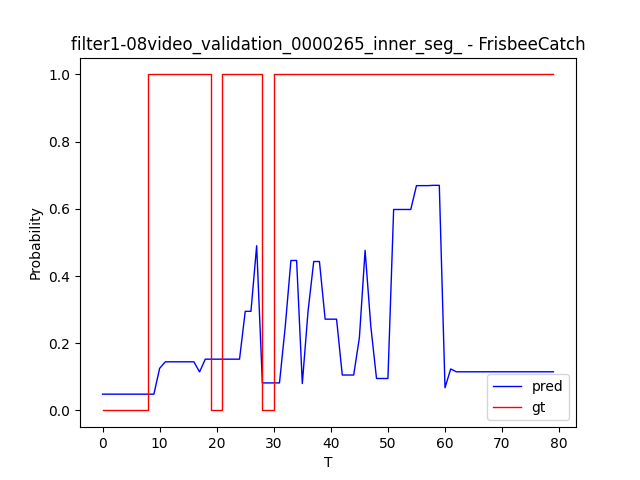 filter1-08video_validation_0000265_inner_seg_ - FrisbeeCatch
1.0
0.8
0.6
0.4
0.2
0.0
Probability
0 10 20 30 40 50 60 70 80
T
pred
gt